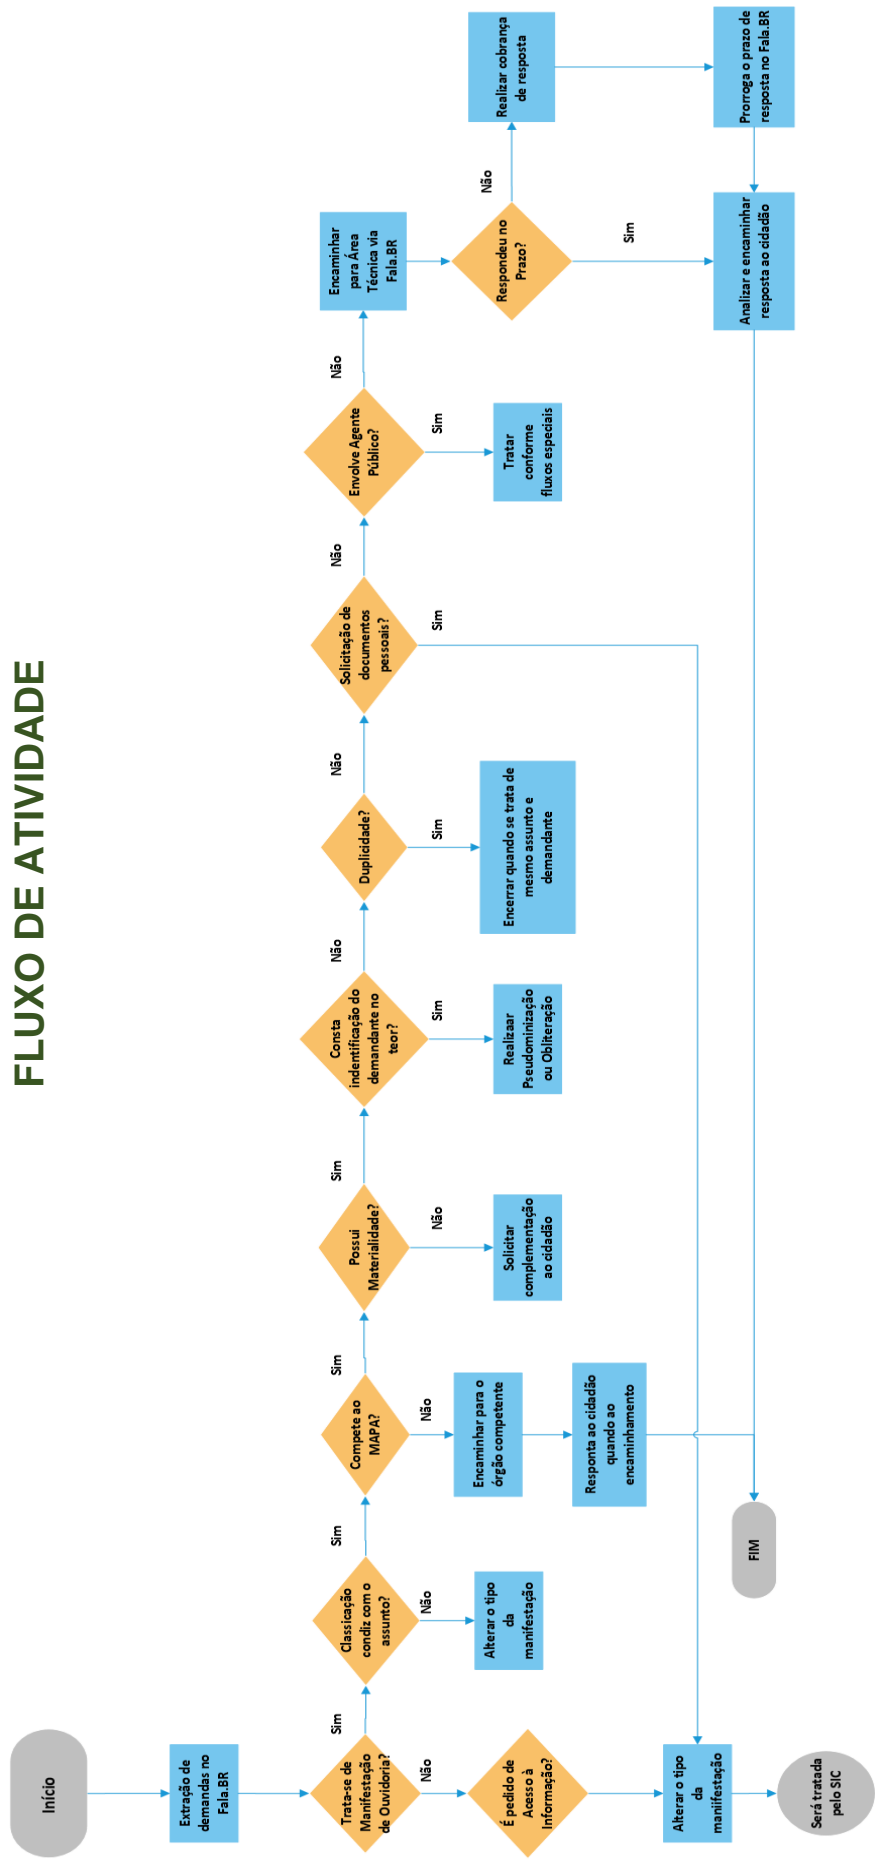 FLUXO DE ATIVIDADE
Início
Extração de
demandas no
Fala.BR
Trata-se de
Manifestação
de Ouvidoria?
Sim
Não
É pedido de
Acesso à
Informação?
Alterar o tipo
da
maniifestação
Será tratada
pelo SIC
Classicação
condiz com o
assunto?
Sim
Não
Alterar o tipo
da
manifestação
Compete ao
MAPA?
Sim
Não
Encaminhar para o
órgão competente
Responta ao cidadão
quando ao
encaminhamento
FIM
Possui
Materialidade?
Sim
Não
Solicitar
complementação
ao cidadão
Consta
indentificação do
demandante no
teor?
Não
Sim
Realizaar
Pseudominização
ou Obliteração
Duplicidade?
Não
Sim
Encerrar quando se trata de
mesmo assunto e
demandante
Solicitação de
documentos
pessoais?
Não
Sim
Envolve Agente
Público?
Não
Sim
Tratar
conforme
fluxos especiais
Encaminhar
para Área
Técnica via
Fala.BR
Respondeu no
Prazo?
Não
Sim
Realizar cobrança
de resposta
Prorroga o prazo de
resposta no Fala.BR
Analizar e encaminhar
resposta ao cidadão